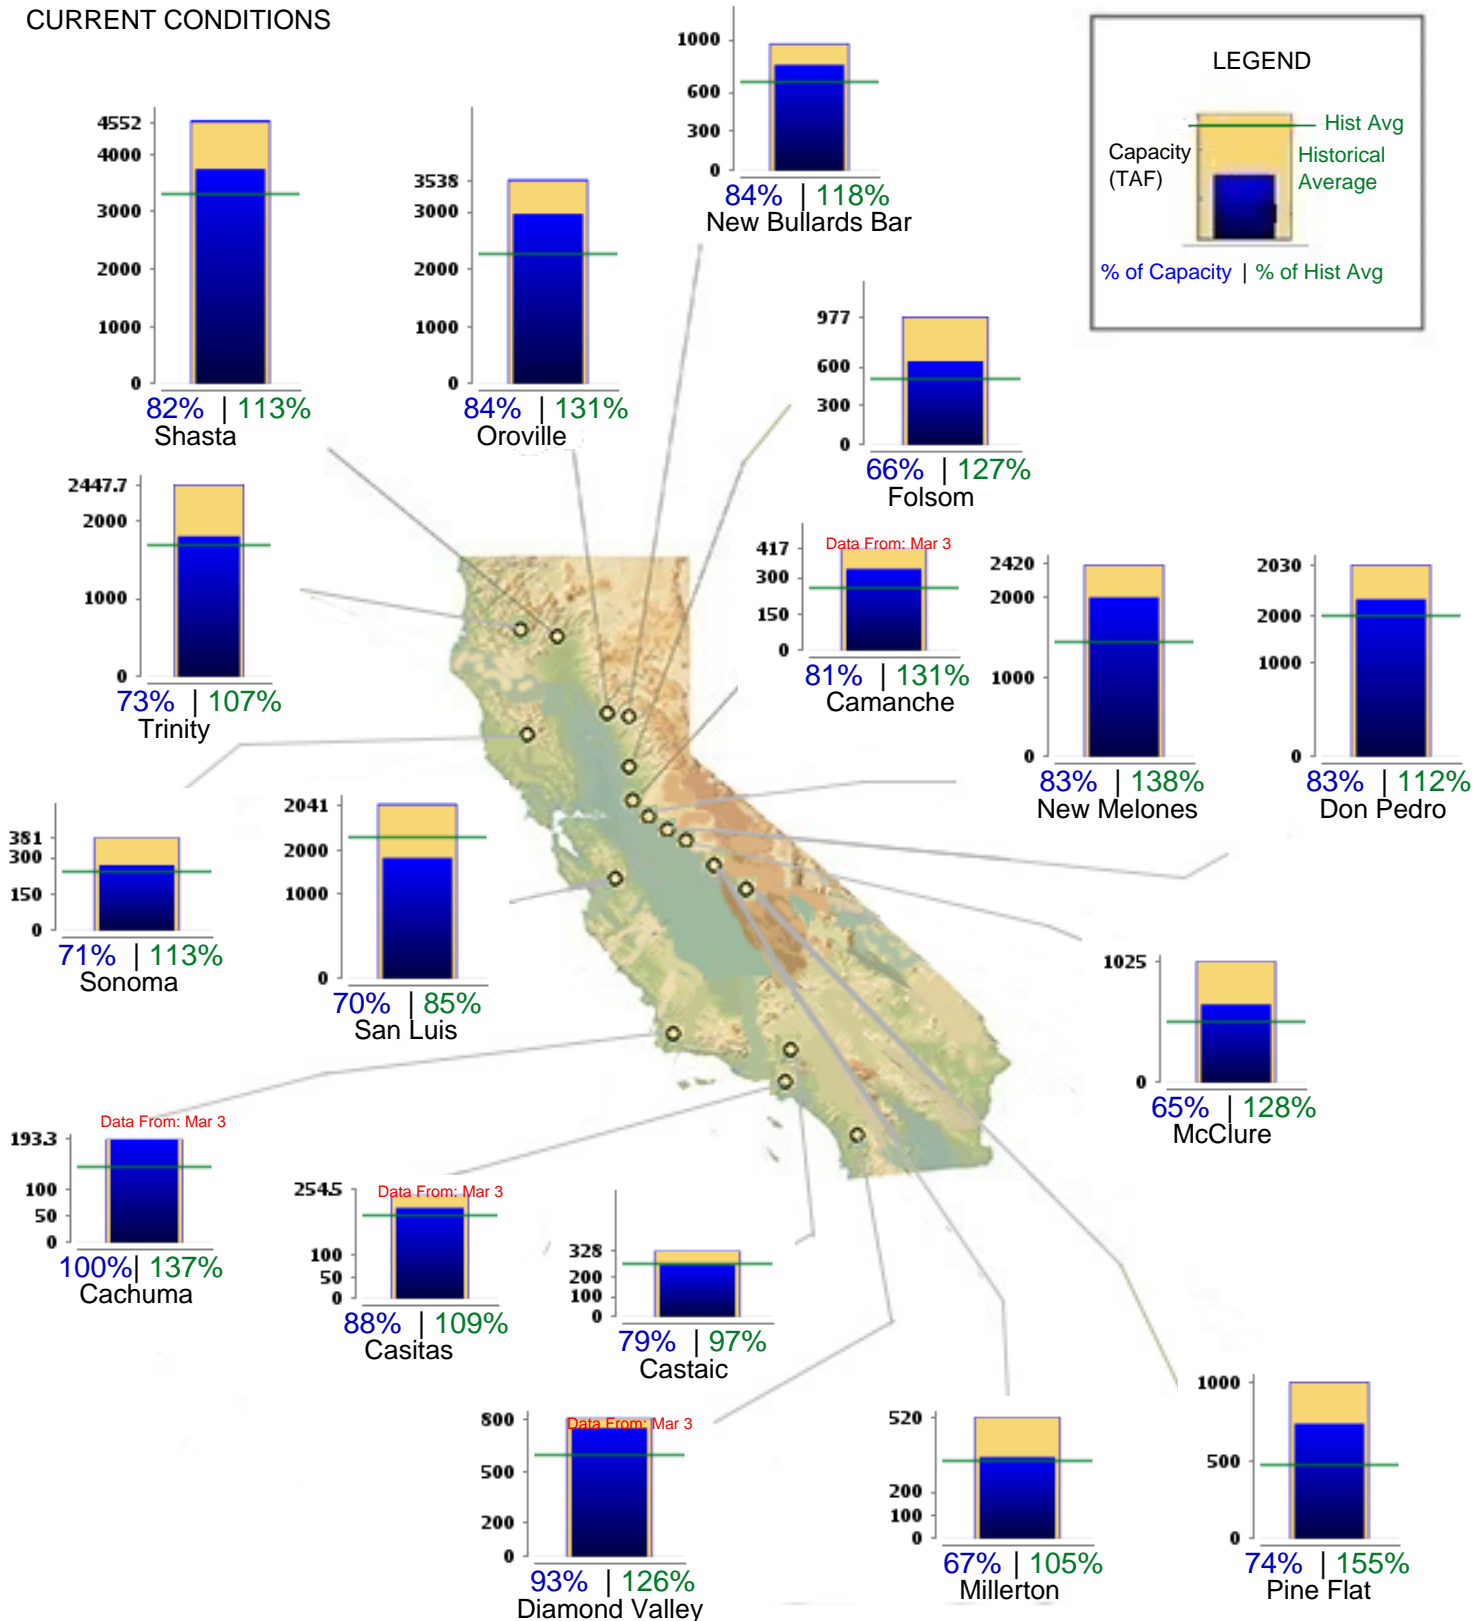 CURRENT CONDITIONS
LEGEND
Hist Avg
Capacity
(TAF)
Historical
Average
% of Capacity | % of Hist Avg
1000
600
300
0
84% | 118%
New Bullards Bar
4552
4000
3000
2000
1000
0
82% | 113%
Shasta
3538
3000
2000
1000
0
84% | 131%
Oroville
977
600
300
0
66% | 127%
Folsom
2447.7
2000
1000
0
73% | 107%
Trinity
Data From: Mar 3
417
300
150
0
81% | 131%
Camanche
2420
2000
1000
0
83% | 138%
New Melones
2030
2000
1000
0
83% | 112%
Don Pedro
381
300
150
0
71% | 113%
Sonoma
2041
2000
1000
0
70% | 85%
San Luis
1025
0
65% | 128%
McClure
Data From: Mar 3
193.3
100
50
0
100% | 137%
Cachuma
Data From: Mar 3
254.5
100
50
0
88% | 109%
Casitas
328
200
100
0
79% | 97%
Castaic
Data From: Mar 3
800
500
200
0
93% | 126%
Diamond Valley
520
200
100
0
67% | 105%
Millerton
1000
500
0
74% | 155%
Pine Flat